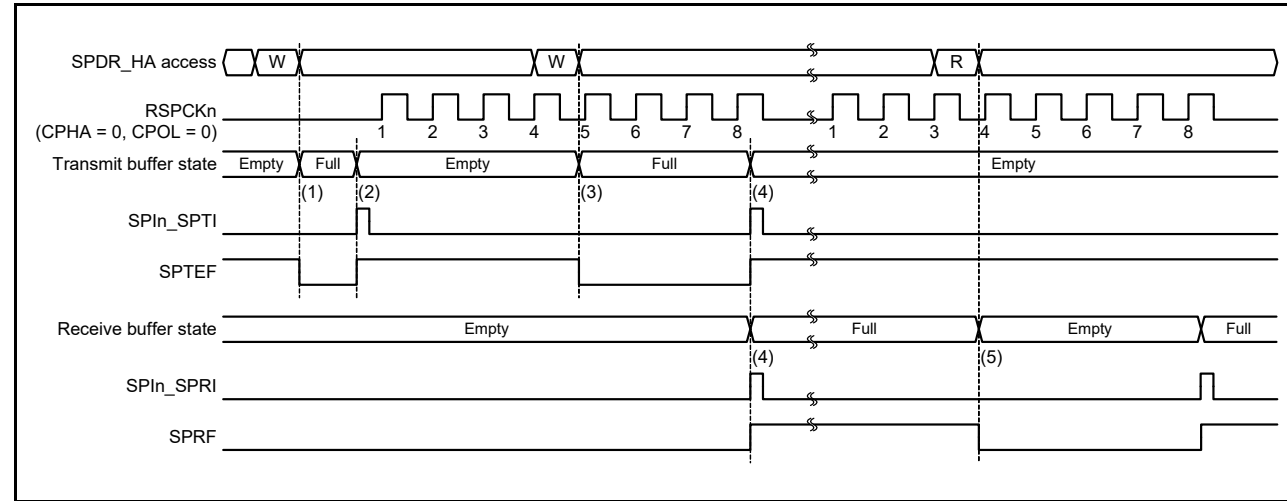 SPDR_HA access W W R
RSPCKn
(CPHA = 0, CPOL = 0) 1 2 3 4 5 6 7 8 1 2 3 4 5 6 7 8
Transmit buffer state Empty Full Empty Full Empty
(1) (2) (3) (4)
SPIn_SPTI
SPTEF
Receive buffer state Empty Full Empty Full
(4) (5)
SPIn_SPRI
SPRF